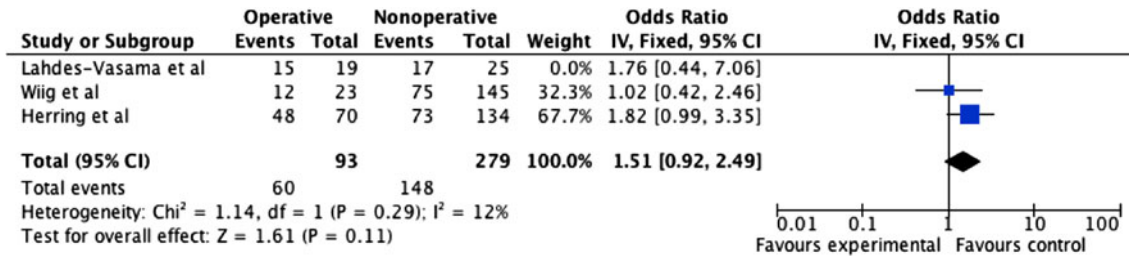 Operative Nonoperative Odds Ratio Odds Ratio
Study or Subgroup Events Total Events Total Weight IV, Fixed, 95% CI IV, Fixed, 95% CI
Lahdes-Vasama et al 15 19 17 25 0.0% 1.76 [0.44, 7.06]
Wiig et al 12 23 75 145 32.3% 1.02 [0.42, 2.46]
Herring et al 48 70 73 134 67.7% 1.82 [0.99, 3.35]
Total (95% CI) 93 279 100.0% 1.51 [0.92, 2.49]
Total events 60 148
Heterogeneity: Chi² = 1.14, df = 1 (P = 0.29); I² = 12%
Test for overall effect: Z = 1.61 (P = 0.11)
0.01 0.1 1 10 100
Favours experimental Favours control